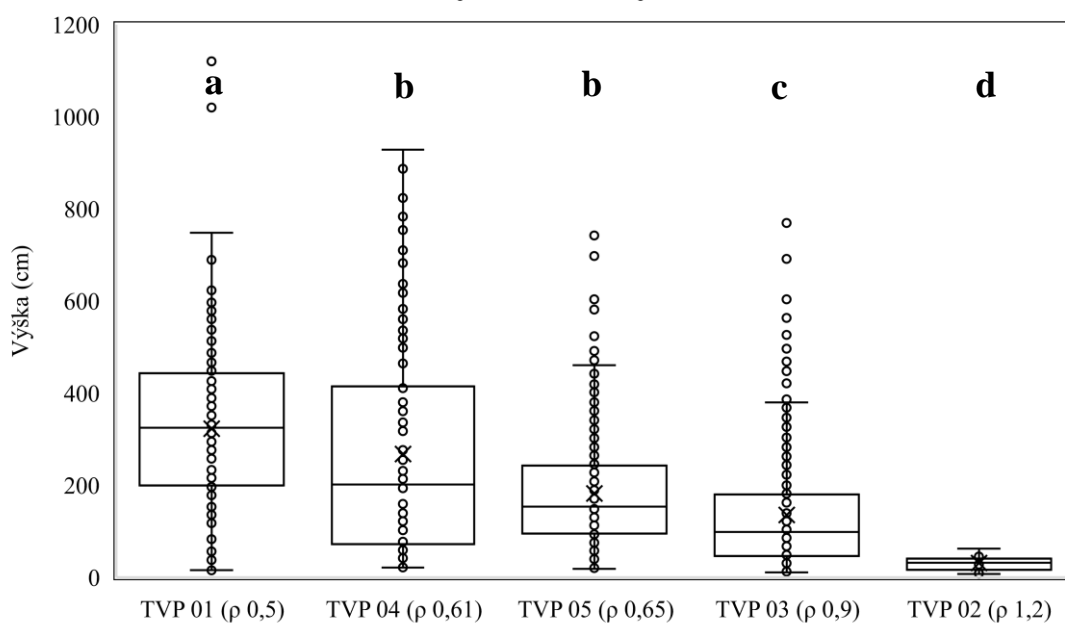 1200
a
b
b
c
d
1000
800
Výška (cm)
600
400
200
0
TVP 01 (ρ 0,5)
TVP 04 (ρ 0,61)
TVP 05 (ρ 0,65)
TVP 03 (ρ 0,9)
TVP 02 (ρ 1,2)